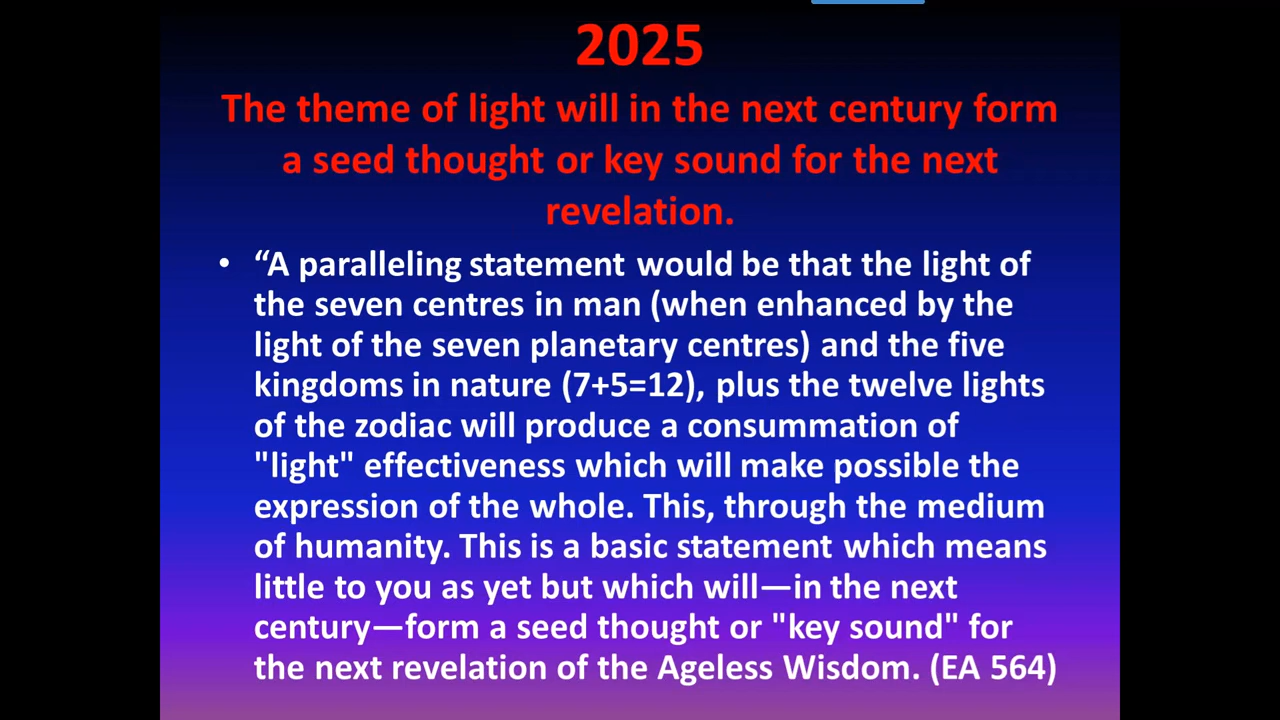 2025
The theme of light will in the next century form
a seed thought or key sound for the next
revelation.
• “A paralleling statement would be that the light of
the seven centres in man (when enhanced by the
light of the seven planetary centres) and the five
kingdoms in nature (7+5=12), plus the twelve lights
of the zodiac will produce a consummation of
"light" effectiveness which will make possible the
expression of the whole. This, through the medium
of humanity. This is a basic statement which means
little to you as yet but which will—in the next
century—form a seed thought or "key sound" for
the next revelation of the Ageless Wisdom. (EA 564)